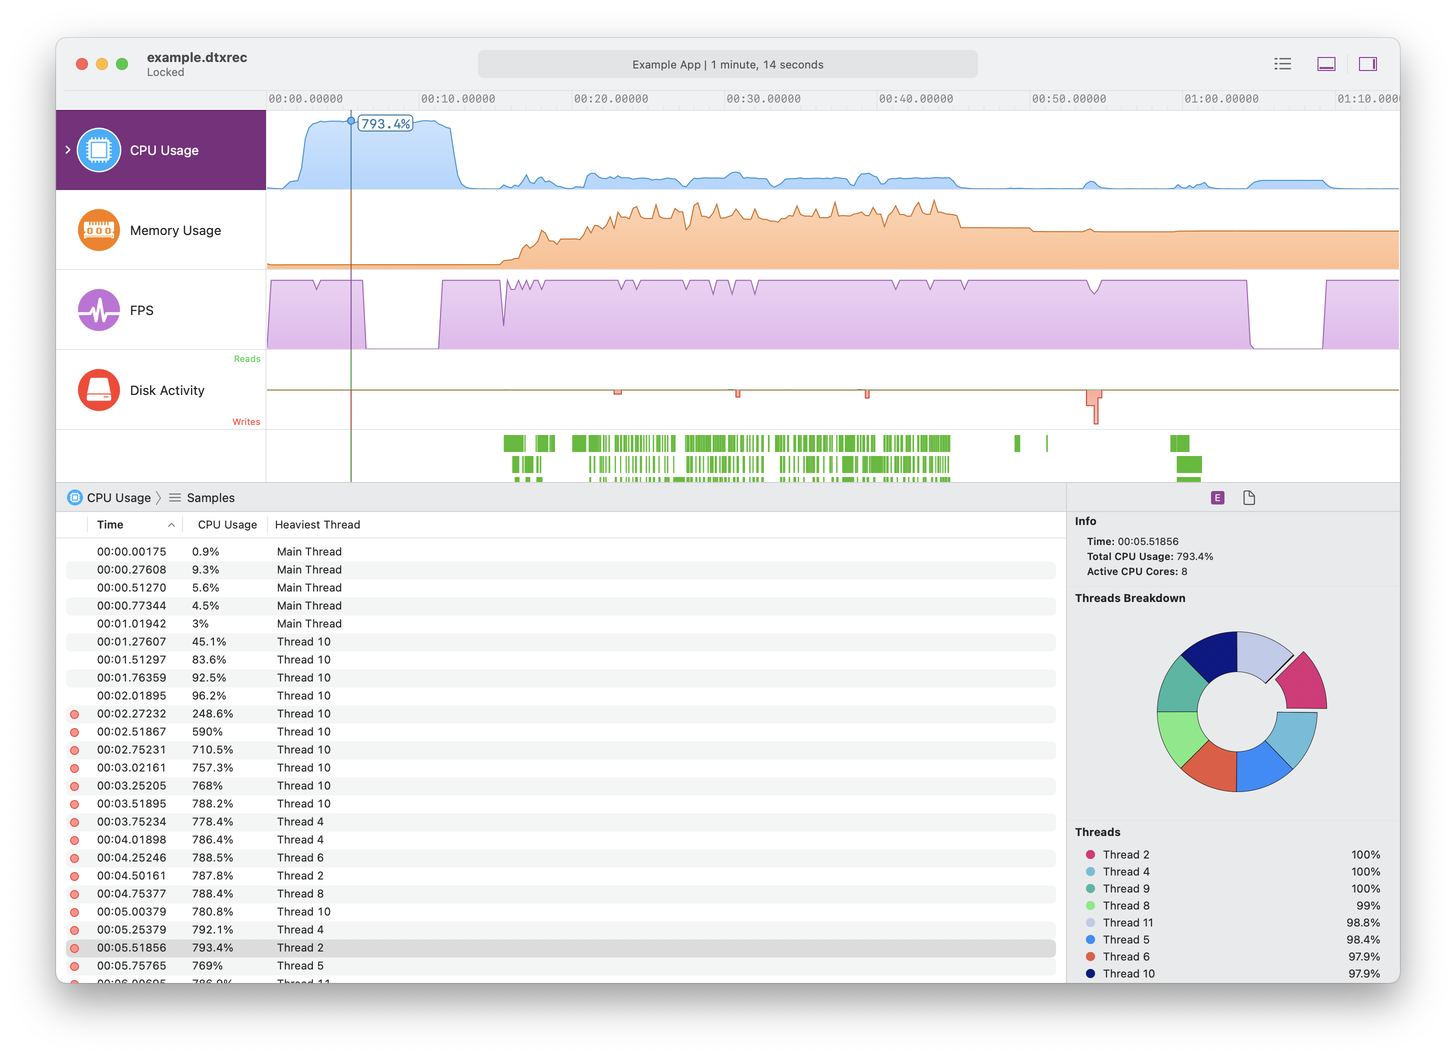 example.dtxrec
Locked
Example App | 1 minute, 14 seconds
00:00.00000 00:10.00000 00:20.00000 00:30.00000 00:40.00000 00:50.00000 01:00.00000 01:10.000
CPU Usage
793.4%
Memory Usage
FPS
Reads
Disk Activity
Writes
CPU Usage Samples
E
Time CPU Usage Heaviest Thread
00:00.00175 0.9% Main Thread
00:00.27608 9.3% Main Thread
00:00.51270 5.6% Main Thread
00:00.77344 4.5% Main Thread
00:01.01942 3% Main Thread
00:01.27607 45.1% Thread 10
00:01.51297 83.6% Thread 10
00:01.76359 92.5% Thread 10
00:02.01895 96.2% Thread 10
00:02.27232 248.6% Thread 10
00:02.51867 590% Thread 10
00:02.75231 710.5% Thread 10
00:03.02161 757.3% Thread 10
00:03.25205 768% Thread 10
00:03.51895 788.2% Thread 10
00:03.75234 778.4% Thread 4
00:04.01898 786.4% Thread 4
00:04.25246 788.5% Thread 6
00:04.50161 787.8% Thread 2
00:04.75377 788.4% Thread 8
00:05.00379 780.8% Thread 10
00:05.25379 792.1% Thread 4
00:05.51856 793.4% Thread 2
00:05.75765 769% Thread 5
Info
Time: 00:05.51856
Total CPU Usage: 793.4%
Active CPU Cores: 8
Threads Breakdown
Threads
Thread 2 100%
Thread 4 100%
Thread 9 100%
Thread 8 99%
Thread 11 98.8%
Thread 5 98.4%
Thread 6 97.9%
Thread 10 97.9%